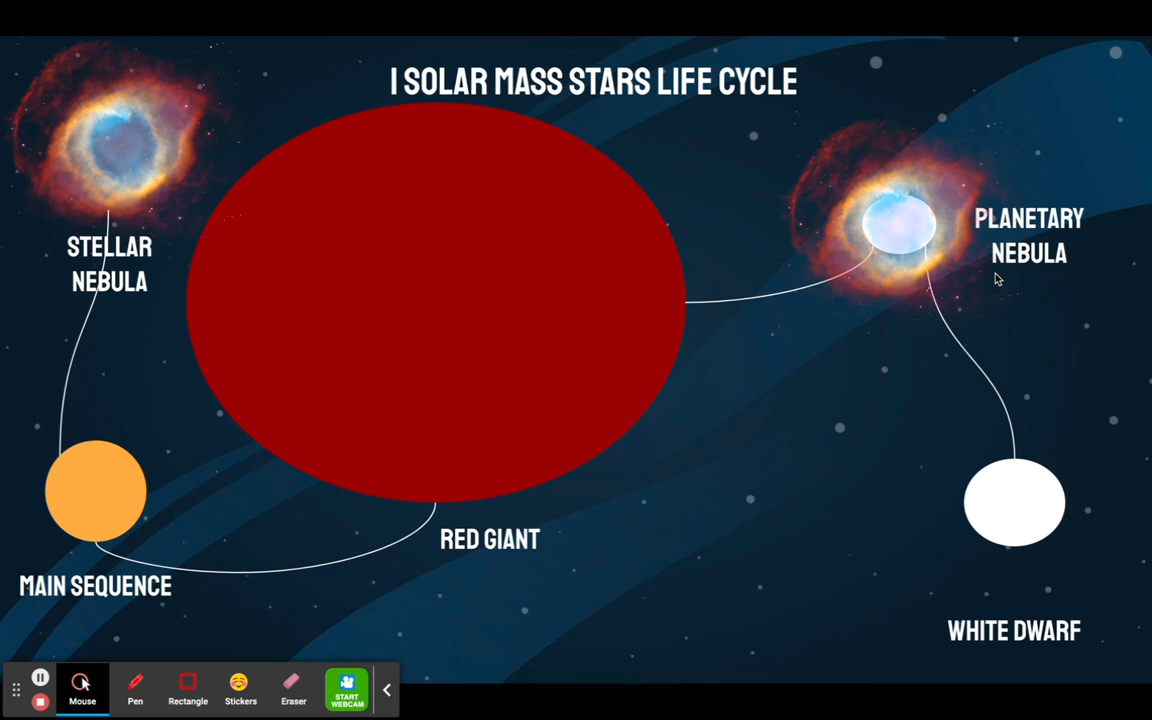 I SOLAR MASS STARS LIFE CYCLE
STELLAR
NEBULA
PLANETARY
NEBULA
RED GIANT
MAIN SEQUENCE
WHITE DWARF
Mouse
Pen
Rectangle
Stickers
Eraser
START
WEBCAM